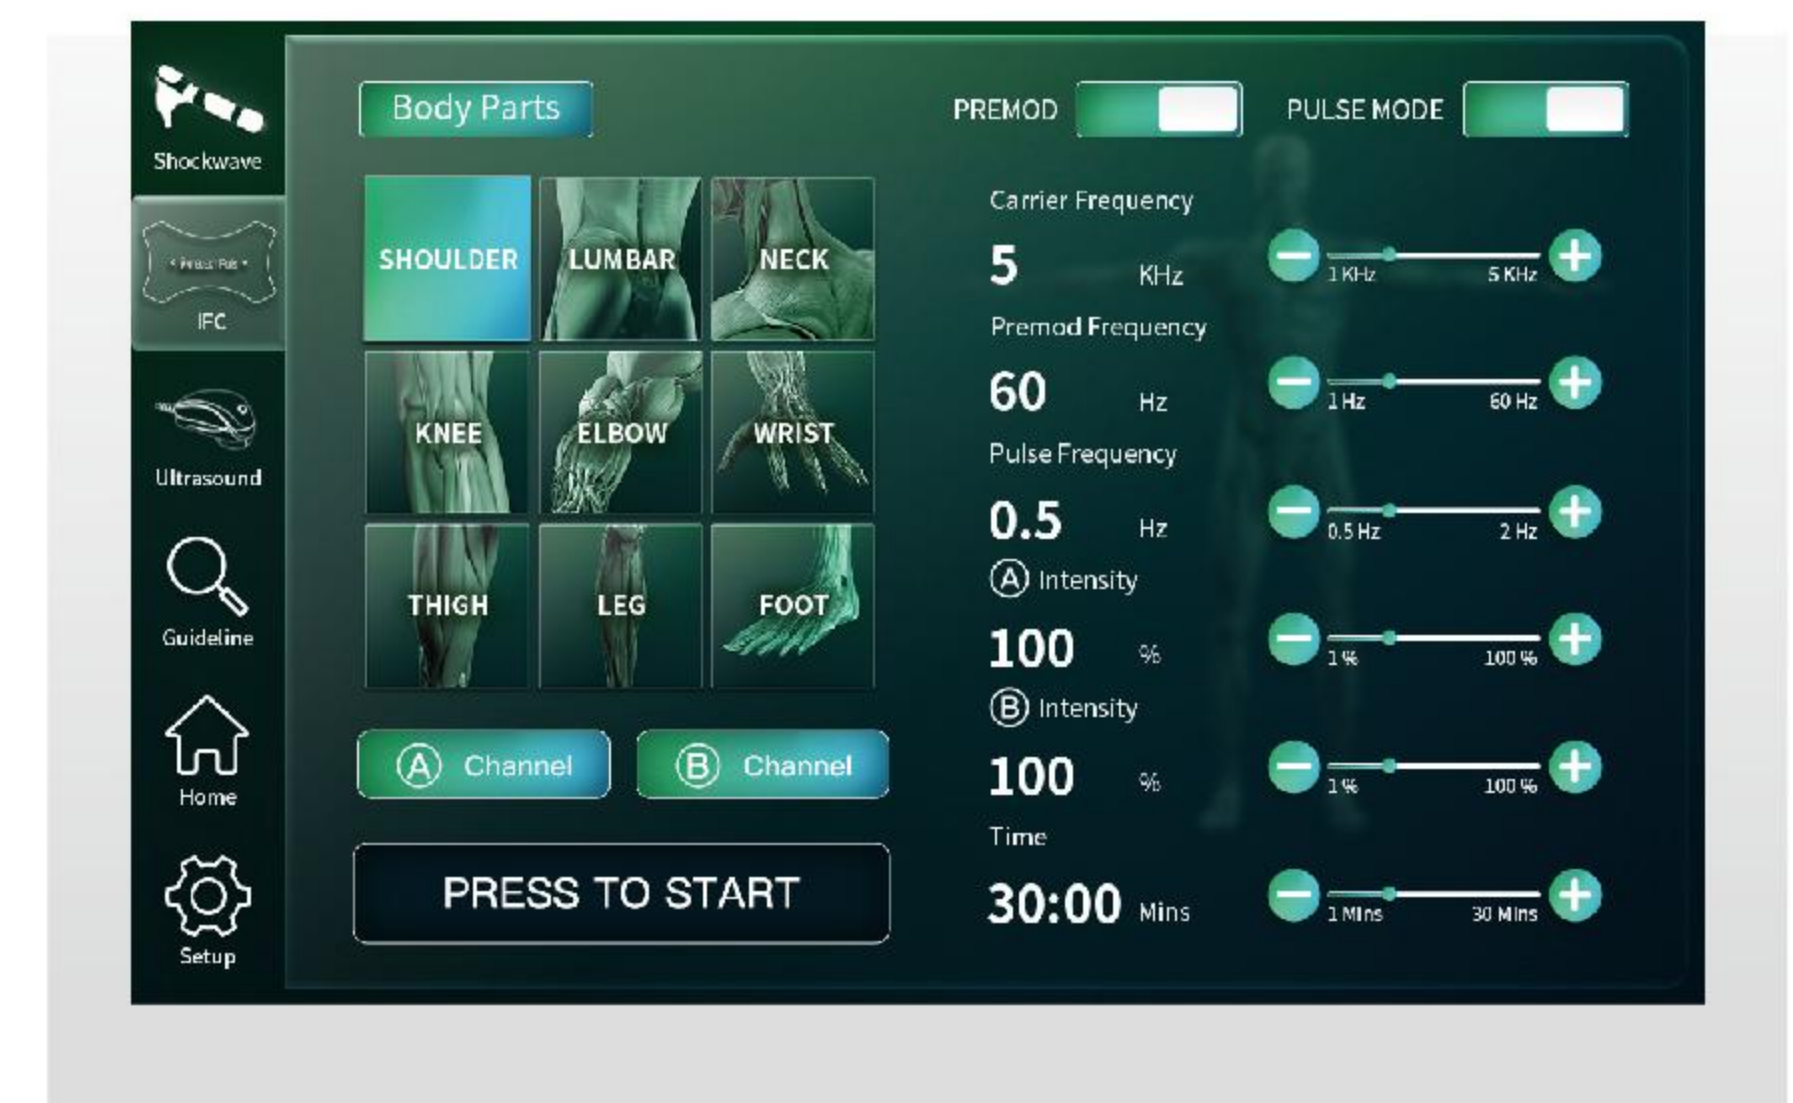 Shockwave
IFC
Ultrasound
Guideline
Home
Setup
Body Parts
SHOULDER LUMBAR NECK
KNEE ELBOW WRIST
THIGH LEG FOOT
A Channel B Channel
PRESS TO START
PREMOD PULSE MODE
Carrier Frequency
5 KHz 1 KHz 5 KHz
Premod Frequency
60 Hz 1 Hz 60 Hz
Pulse Frequency
0.5 Hz 0.5 Hz 2 Hz
A Intensity
100 % 1 % 100 %
B Intensity
100 % 1 % 100 %
Time
30:00 Mins 1 Mins 30 Mins